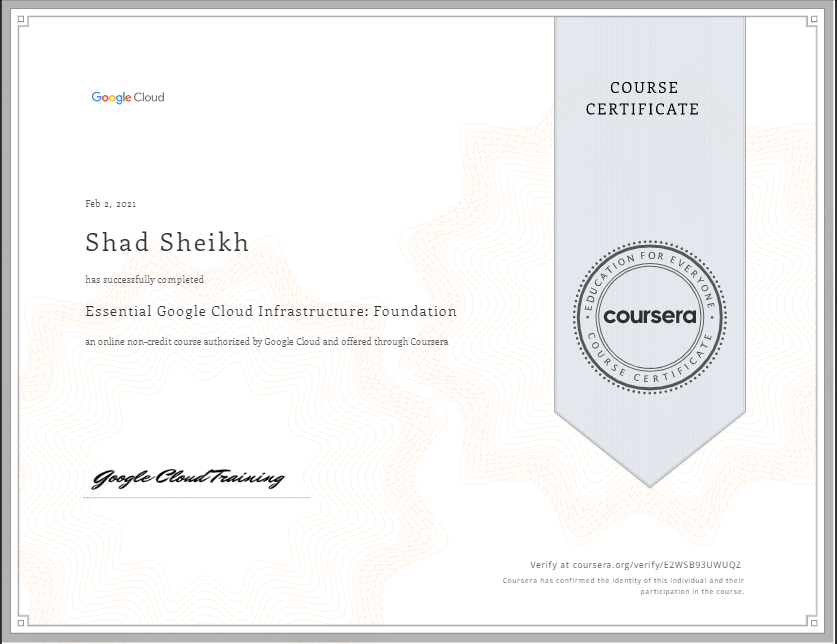 Google Cloud
COURSE
CERTIFICATE
Feb 2, 2021
Shad Sheikh
has successfully completed
Essential Google Cloud Infrastructure: Foundation
an online non-credit course authorized by Google Cloud and offered through Coursera
EDUCATION FOR EVERYONE
coursera
COURSE CERTIFICATE
Google Cloud Training
Verify at coursera.org/verify/E2WSB93UWUQZ
Coursera has confirmed the identity of this individual and their
participation in the course.